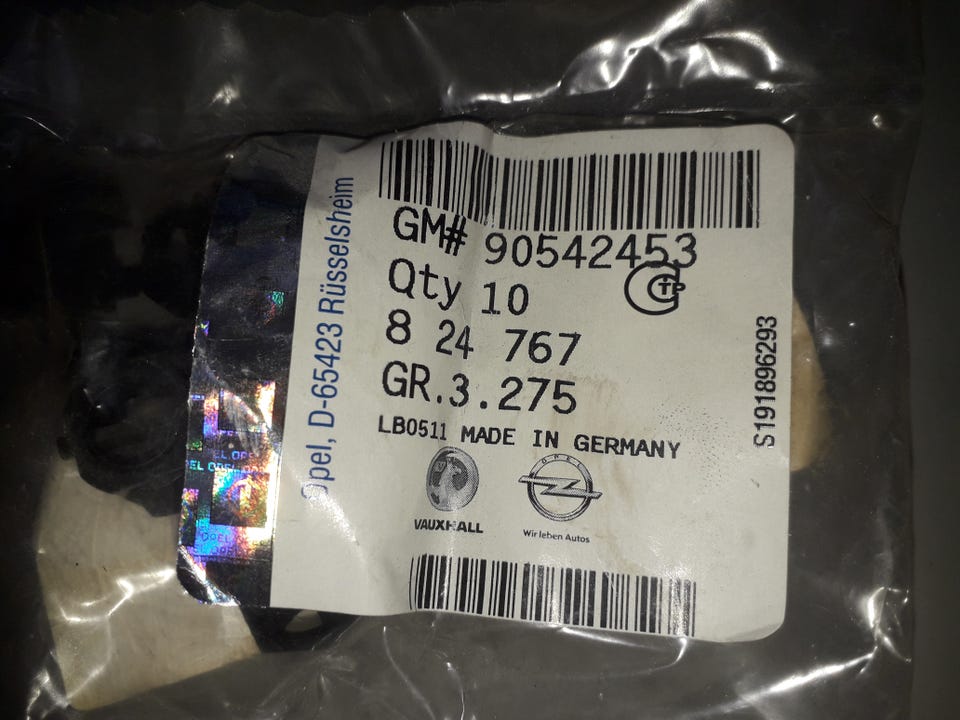 Opel, D-65423 Rüsselsheim
GM# 90542453
Qty 10
8 24 767
GR.3.275
LB0511 MADE IN GERMANY
VAUXHALL
OPEL
Wir leben Autos
S191896293